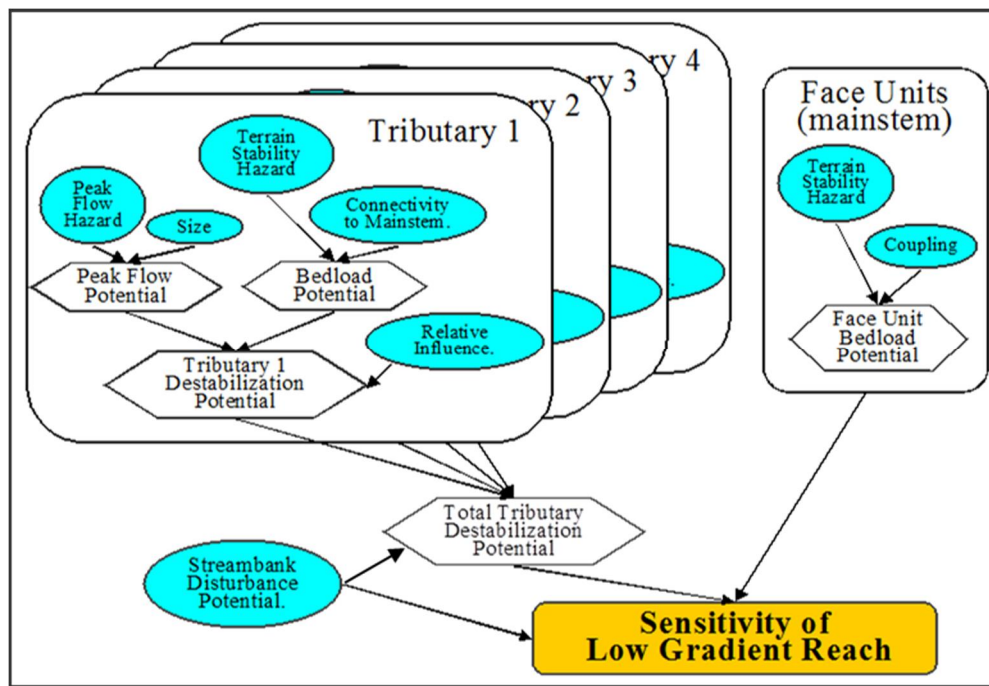 ry 4
ry 3
ry 2
Tributary 1
Terrain
Stability
Hazard
Peak
Flow
Hazard
Size
Connectivity
to Mainstem.
Peak Flow
Potential
Bedload
Potential
Relative
Influence.
Tributary 1
Destabilization
Potential
Face Units
(mainstem)
Terrain
Stability
Hazard
Coupling
Face Unit
Bedload
Potential
Total Tributary
Destabilization
Potential
Streambank
Disturbance
Potential.
Sensitivity of
Low Gradient Reach